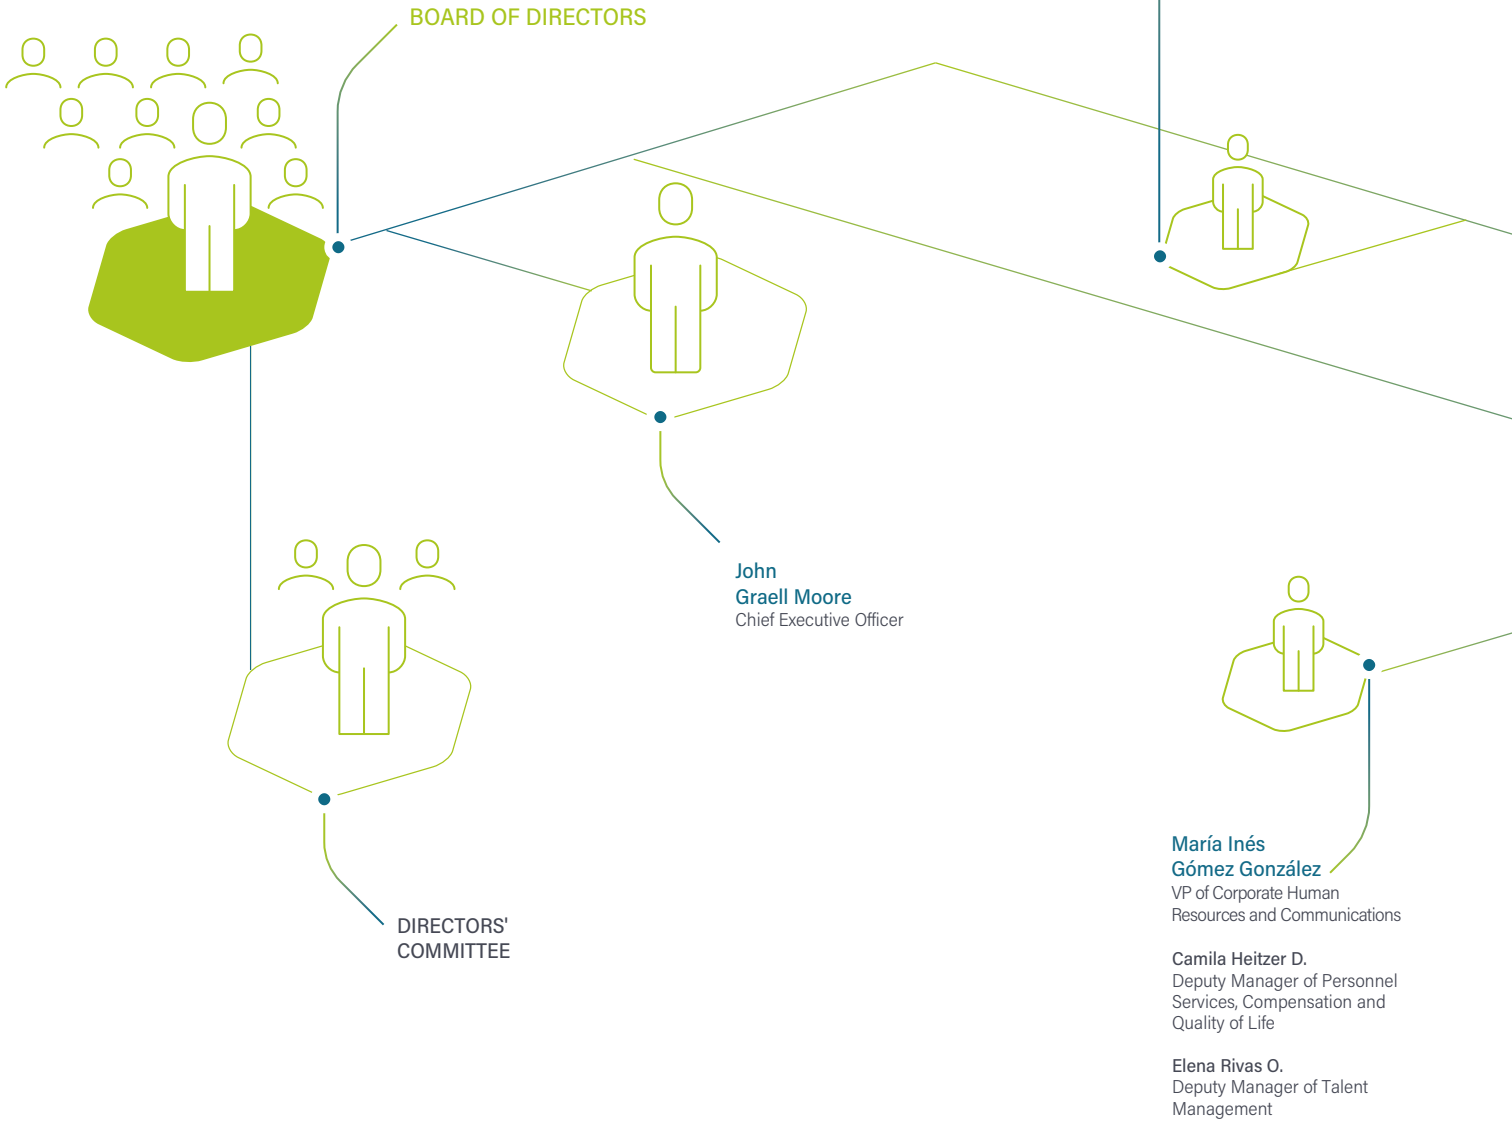 BOARD OF DIRECTORS
John
Graell Moore
Chief Executive Officer
DIRECTORS'
COMMITTEE
María Inés
Gómez González
VP of Corporate Human
Resources and Communications
Camila Heitzer D.
Deputy Manager of Personnel
Services, Compensation and
Quality of Life
Elena Rivas O.
Deputy Manager of Talent
Management